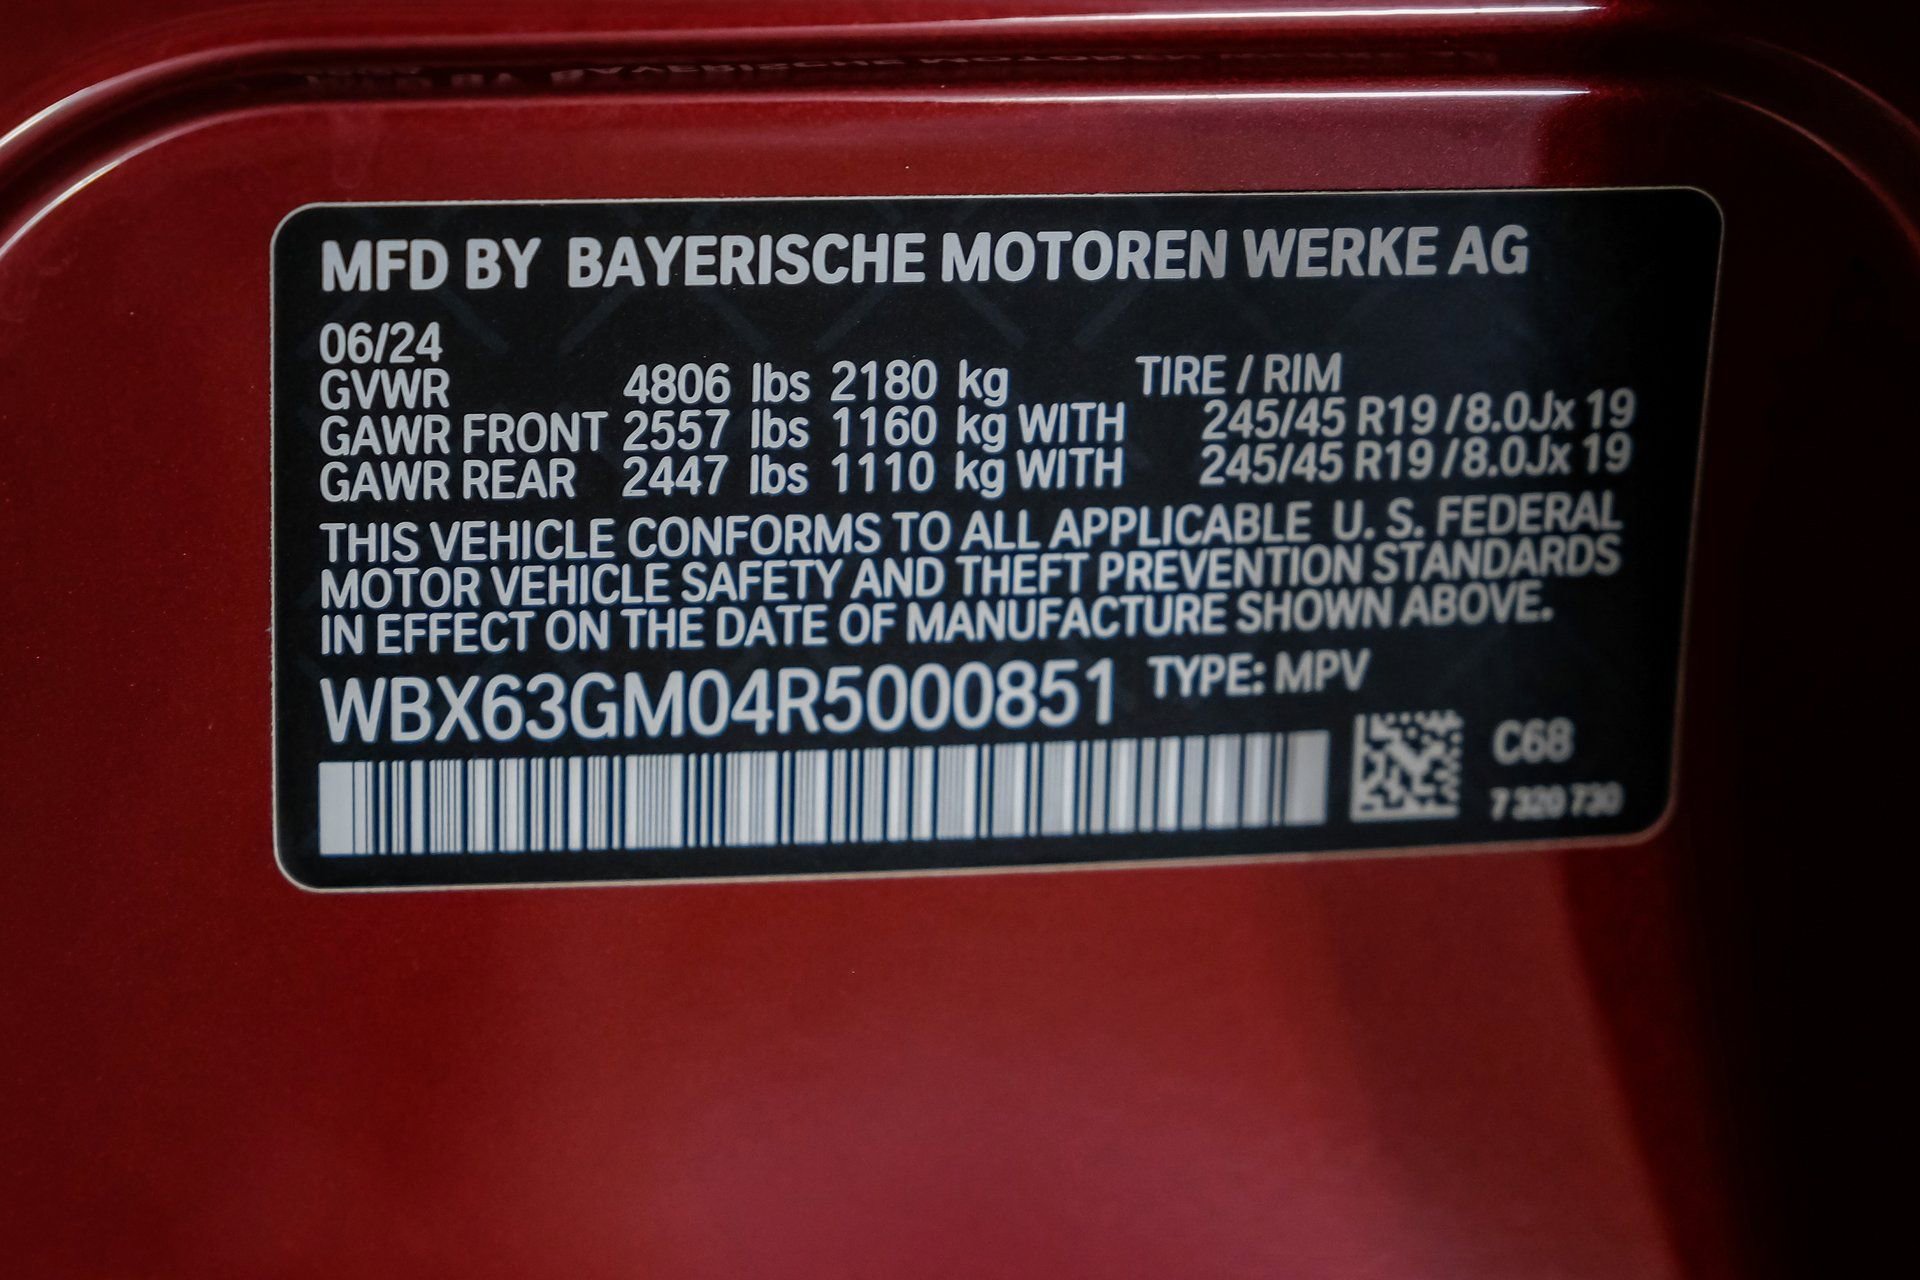 MFD BY BAYERISCHE MOTOREN WERKE AG
06/24
GVWR 4806 lbs 2180 kg TIRE / RIM
GAWR FRONT 2557 lbs 1160 kg WITH 245/45 R19 / 8.0Jx 19
GAWR REAR 2447 lbs 1110 kg WITH 245/45 R19 / 8.0Jx 19
THIS VEHICLE CONFORMS TO ALL APPLICABLE U. S. FEDERAL
MOTOR VEHICLE SAFETY AND THEFT PREVENTION STANDARDS
IN EFFECT ON THE DATE OF MANUFACTURE SHOWN ABOVE.
WBX63GM04R5000851 TYPE: MPV
C68
7 320 730